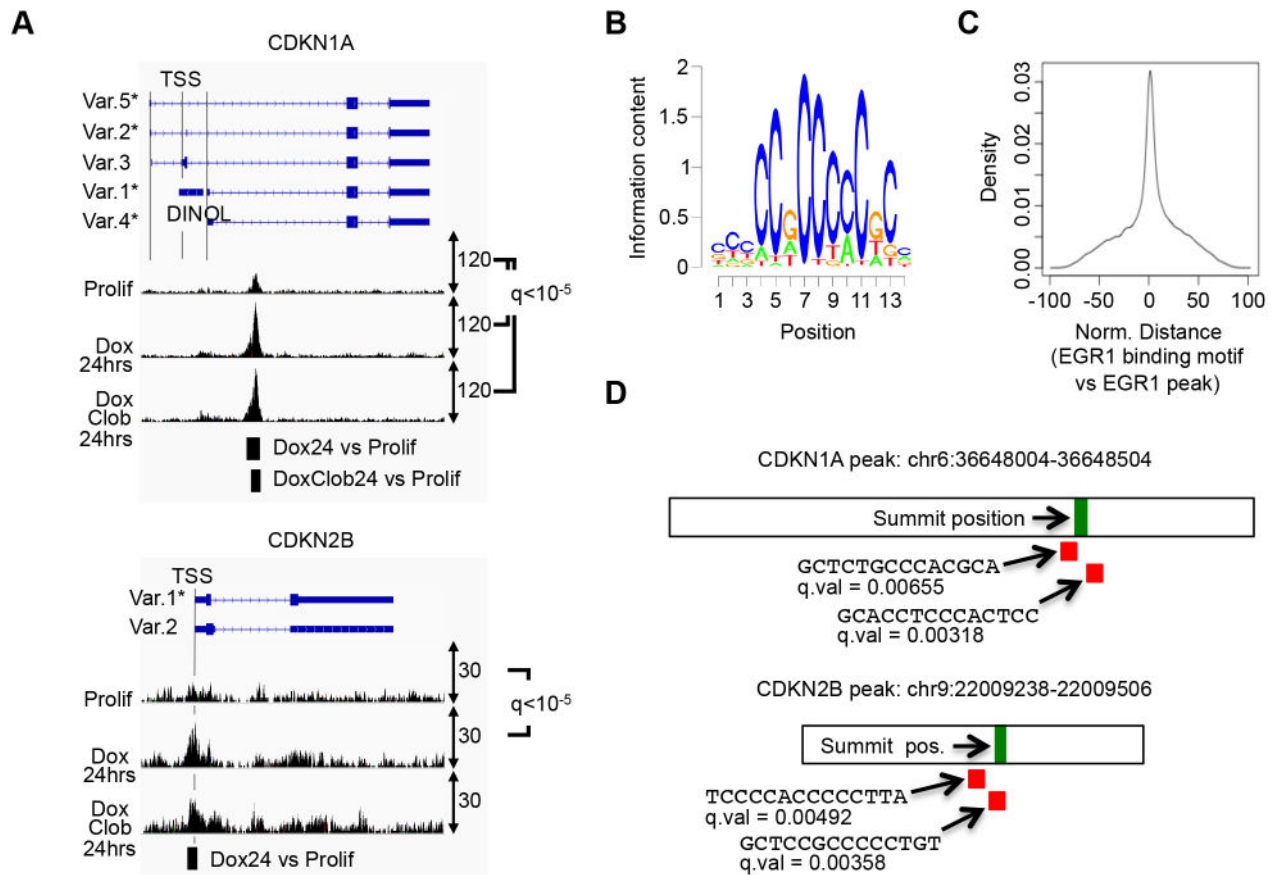 A
CDKN1A
TSS
Var.5*
Var.2*
Var.3
Var.1*
DINOL
Var.4*
Prolif
120
q<10-5
Dox
24hrs
120
Dox
Clob
24hrs
120
Dox24 vs Prolif
DoxClob24 vs Prolif
CDKN2B
TSS
Var.1*
Var.2
Prolif
30
q<10-5
Dox
24hrs
30
Dox
Clob
24hrs
30
Dox24 vs Prolif
B
Information content
2
1.5
1
0.5
0
1 3 5 7 9 11 13
Position
C
Density
0.03
0.02
0.01
0.00
-100 -50 0 50 100
Norm. Distance
(EGR1 binding motif
vs EGR1 peak)
D
CDKN1A peak: chr6:36648004-36648504
Summit position
GCTCTGCCCACGCA
q.val = 0.00655
GCACCTCCCACTCC
q.val = 0.00318
CDKN2B peak: chr9:22009238-22009506
Summit pos.
TCCCCACCCCCTTA
q.val = 0.00492
GCTCCGCCCCCTGT
q.val = 0.00358